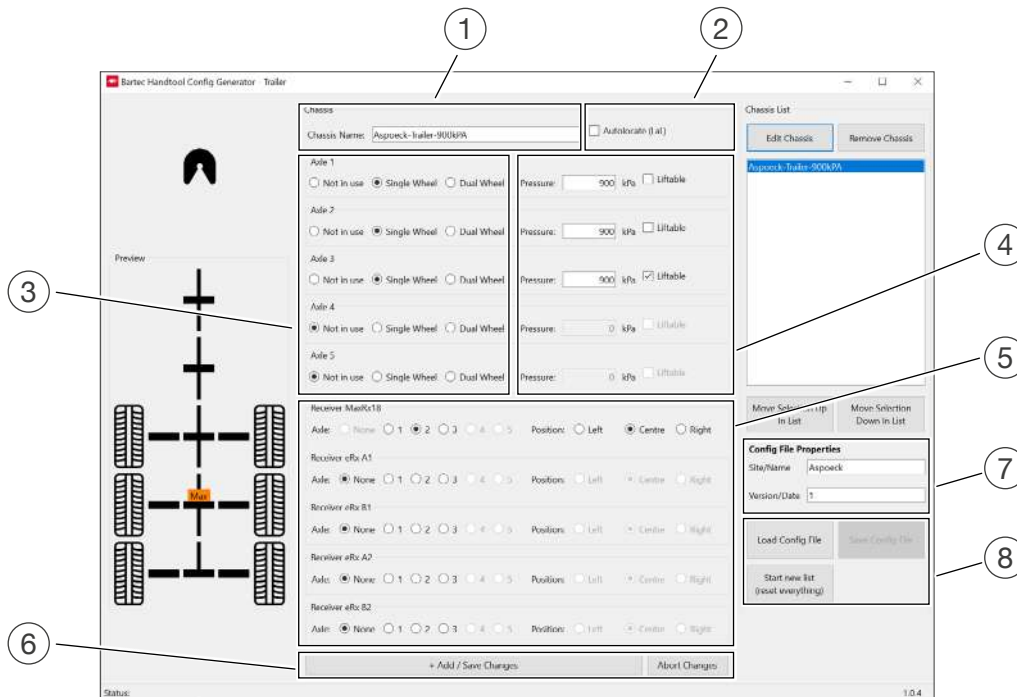 1
2
Bartec Handtool Config Generator - Trailer
Chassis
Chassis Name: Aspoeck-Trailer-900kPA
Autolocate (Lal)
Chassis List
Edit Chassis Remove Chassis
Aspoeck-Trailer-900kPA
Axle 1
Not in use Single Wheel Dual Wheel Pressure: 900 kPa Liftable
Axle 2
Not in use Single Wheel Dual Wheel Pressure: 900 kPa Liftable
Axle 3
Not in use Single Wheel Dual Wheel Pressure: 900 kPa Liftable
Axle 4
Not in use Single Wheel Dual Wheel Pressure: 0 kPa Liftable
Axle 5
Not in use Single Wheel Dual Wheel Pressure: 0 kPa Liftable
Preview
Max
3
4
5
Receiver MaxRx18
Axle: None 1 2 3 4 5 Position: Left Centre Right
Receiver eRx A1
Axle: None 1 2 3 4 5 Position: Left Centre Right
Receiver eRx B1
Axle: None 1 2 3 4 5 Position: Left Centre Right
Receiver eRx A2
Axle: None 1 2 3 4 5 Position: Left Centre Right
Receiver eRx B2
Axle: None 1 2 3 4 5 Position: Left Centre Right
Move Selection Up
In List
Move Selection
Down In List
Config File Properties
Site/Name Aspoeck
Version/Date 1
7
Load Config File Save Config File
Start new list
(reset everything)
8
6
+ Add / Save Changes Abort Changes
Status: 1.0.4